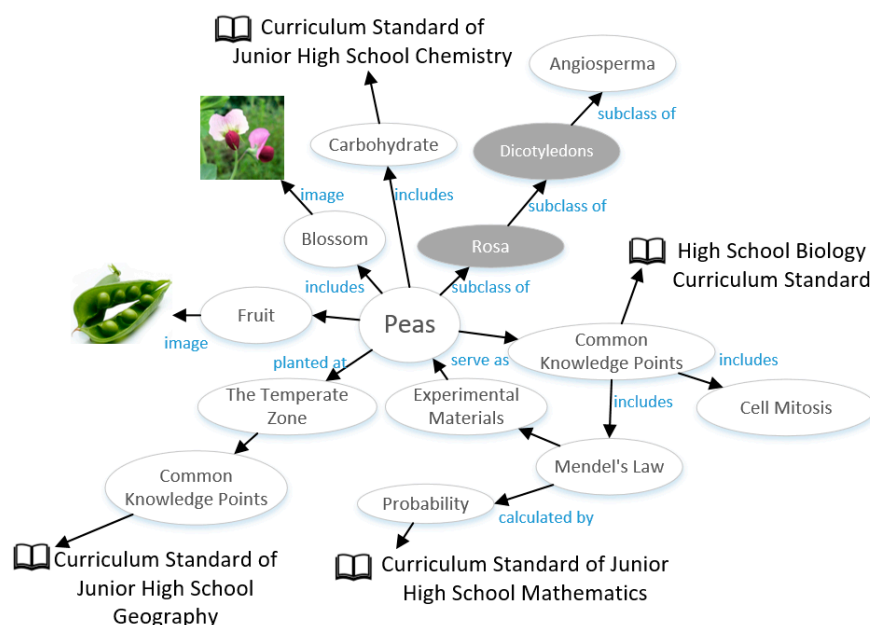 Curriculum Standard of
Junior High School Chemistry
Angiosperma
subclass of
Carbohydrate
Dicotyledons
image
includes
subclass of
Blossom
Rosa
High School Biology
Curriculum Standard
includes
subclass of
Fruit
Peas
image
Common
Knowledge Points
planted at
serve as
includes
The Temperate
Zone
Experimental
Materials
includes
Cell Mitosis
Common
Knowledge Points
Mendel's Law
Probability
calculated by
Curriculum Standard of
Junior High School
Geography
Curriculum Standard of Junior
High School Mathematics